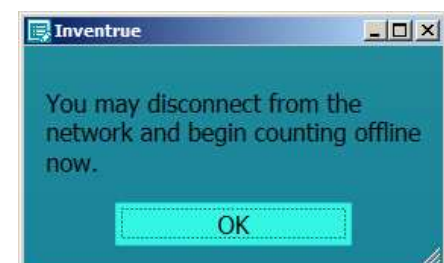 Inventrue
You may disconnect from the
network and begin counting offline
now.
OK